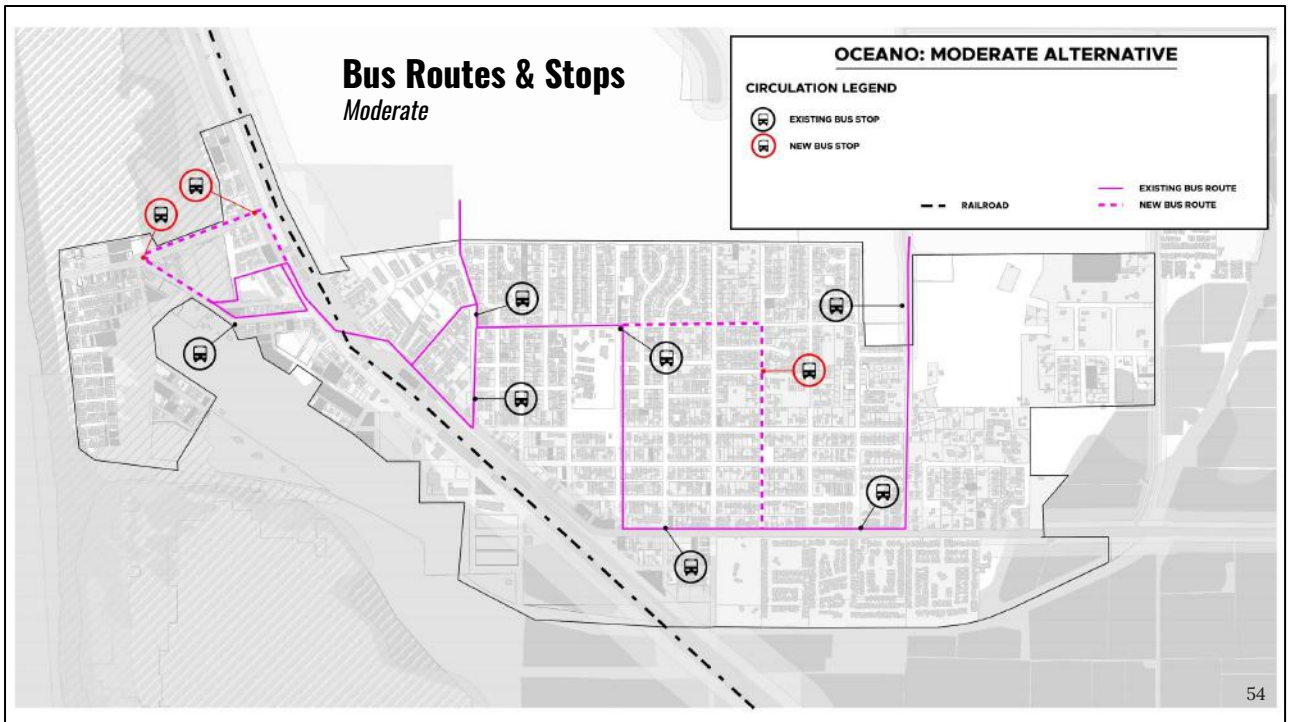 Bus Routes & Stops
Moderate
OCEANO: MODERATE ALTERNATIVE
CIRCULATION LEGEND
EXISTING BUS STOP
NEW BUS STOP
RAILROAD
EXISTING BUS ROUTE
NEW BUS ROUTE
54